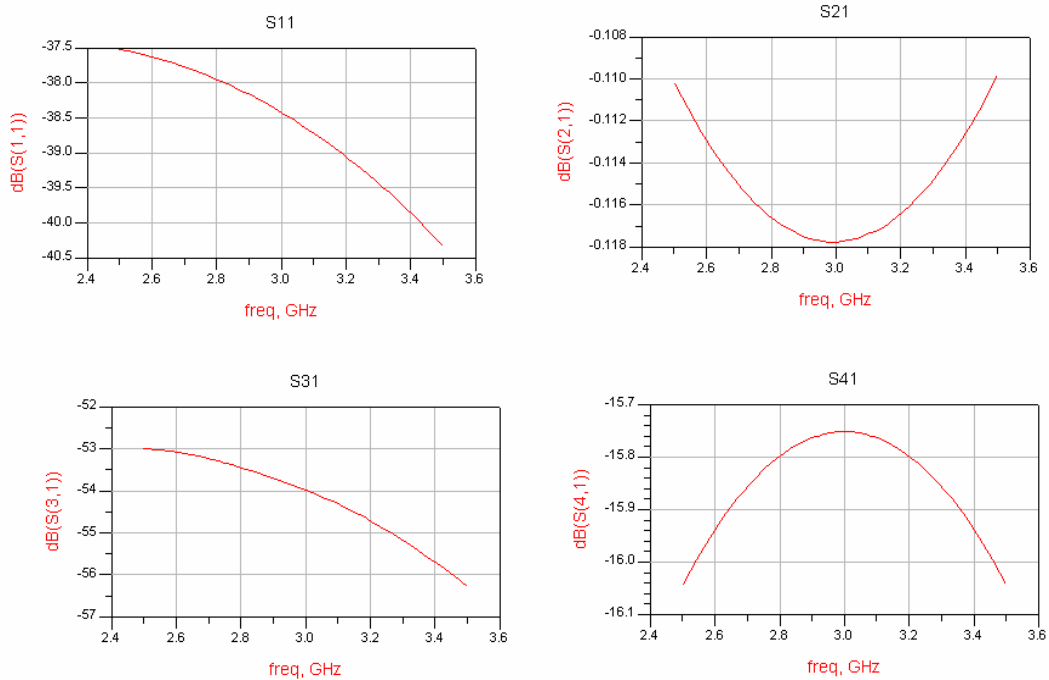 S11
-37.5
-38.0
-38.5
-39.0
-39.5
-40.0
-40.5
dB(S(1,1))
2.4 2.6 2.8 3.0 3.2 3.4 3.6
freq, GHz
S21
-0.108
-0.110
-0.112
-0.114
-0.116
-0.118
dB(S(2,1))
2.4 2.6 2.8 3.0 3.2 3.4 3.6
freq, GHz
S31
-52
-53
-54
-55
-56
-57
dB(S(3,1))
2.4 2.6 2.8 3.0 3.2 3.4 3.6
freq, GHz
S41
-15.7
-15.8
-15.9
-16.0
-16.1
dB(S(4,1))
2.4 2.6 2.8 3.0 3.2 3.4 3.6
freq, GHz